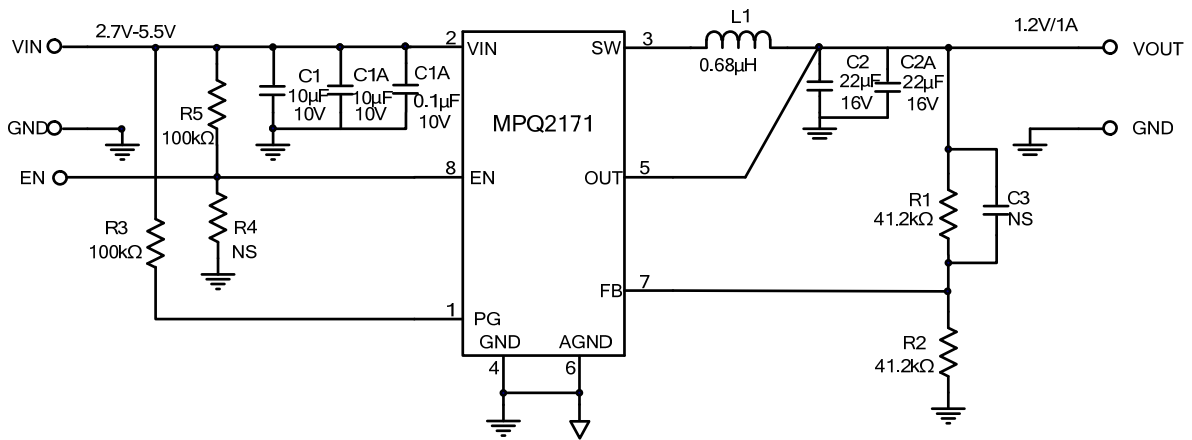 2.7V-5.5V
VIN
2
VIN
C1
10µF
10V
C1A
10µF
10V
C1A
0.1µF
10V
R5
100kΩ
GND
EN
8
EN
R3
100kΩ
R4
NS
1
PG
MPQ2171
GND
4
AGND
6
SW
3
L1
0.68µH
C2
22µF
16V
C2A
22µF
16V
1.2V/1A
VOUT
GND
OUT
5
R1
41.2kΩ
C3
NS
FB
7
R2
41.2kΩ